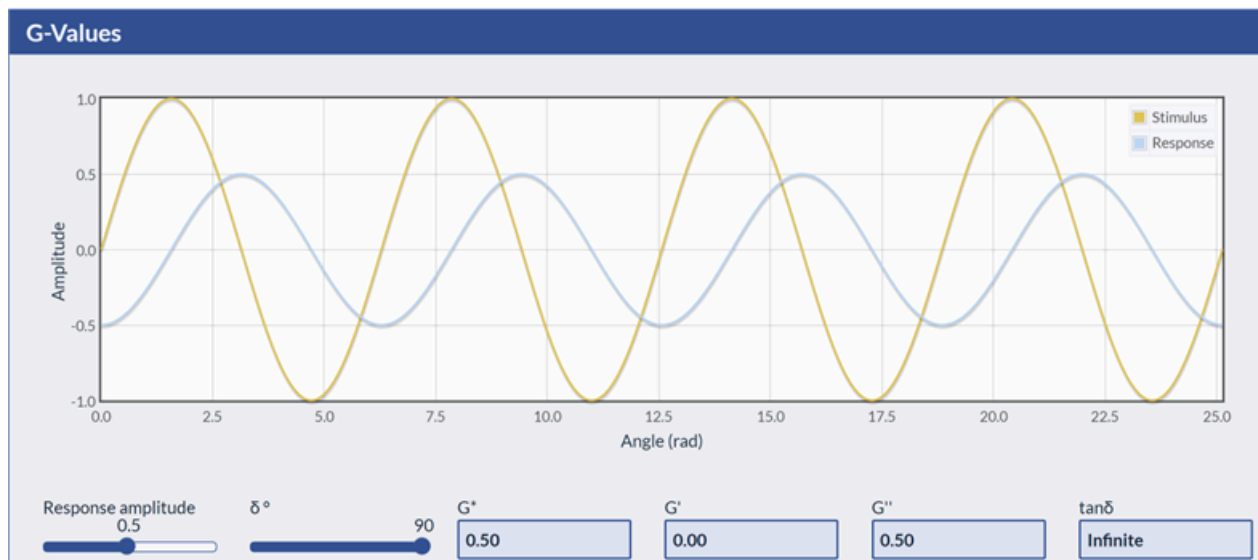 G-Values
1.0
0.5
0.0
-0.5
-1.0
Amplitude
Stimulus
Response
0.0 2.5 5.0 7.5 10.0 12.5 15.0 17.5 20.0 22.5 25.0
Angle (rad)
Response amplitude δ° G* G' G'' tanδ
0.5 90
0.50 0.00 0.50 Infinite